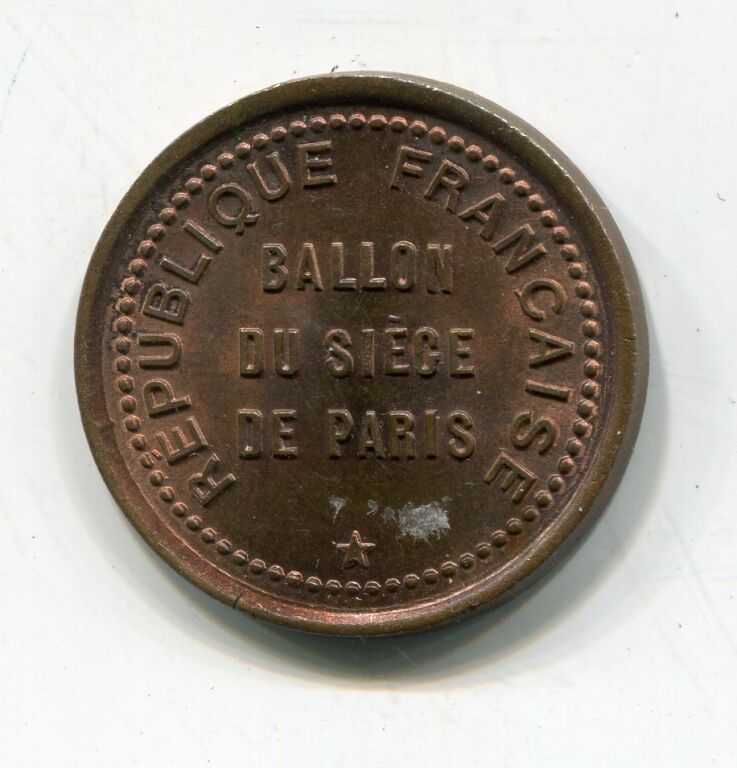 RÉPUBLIQUE FRANÇAISE
BALLON
DU SIÈGE
DE PARIS